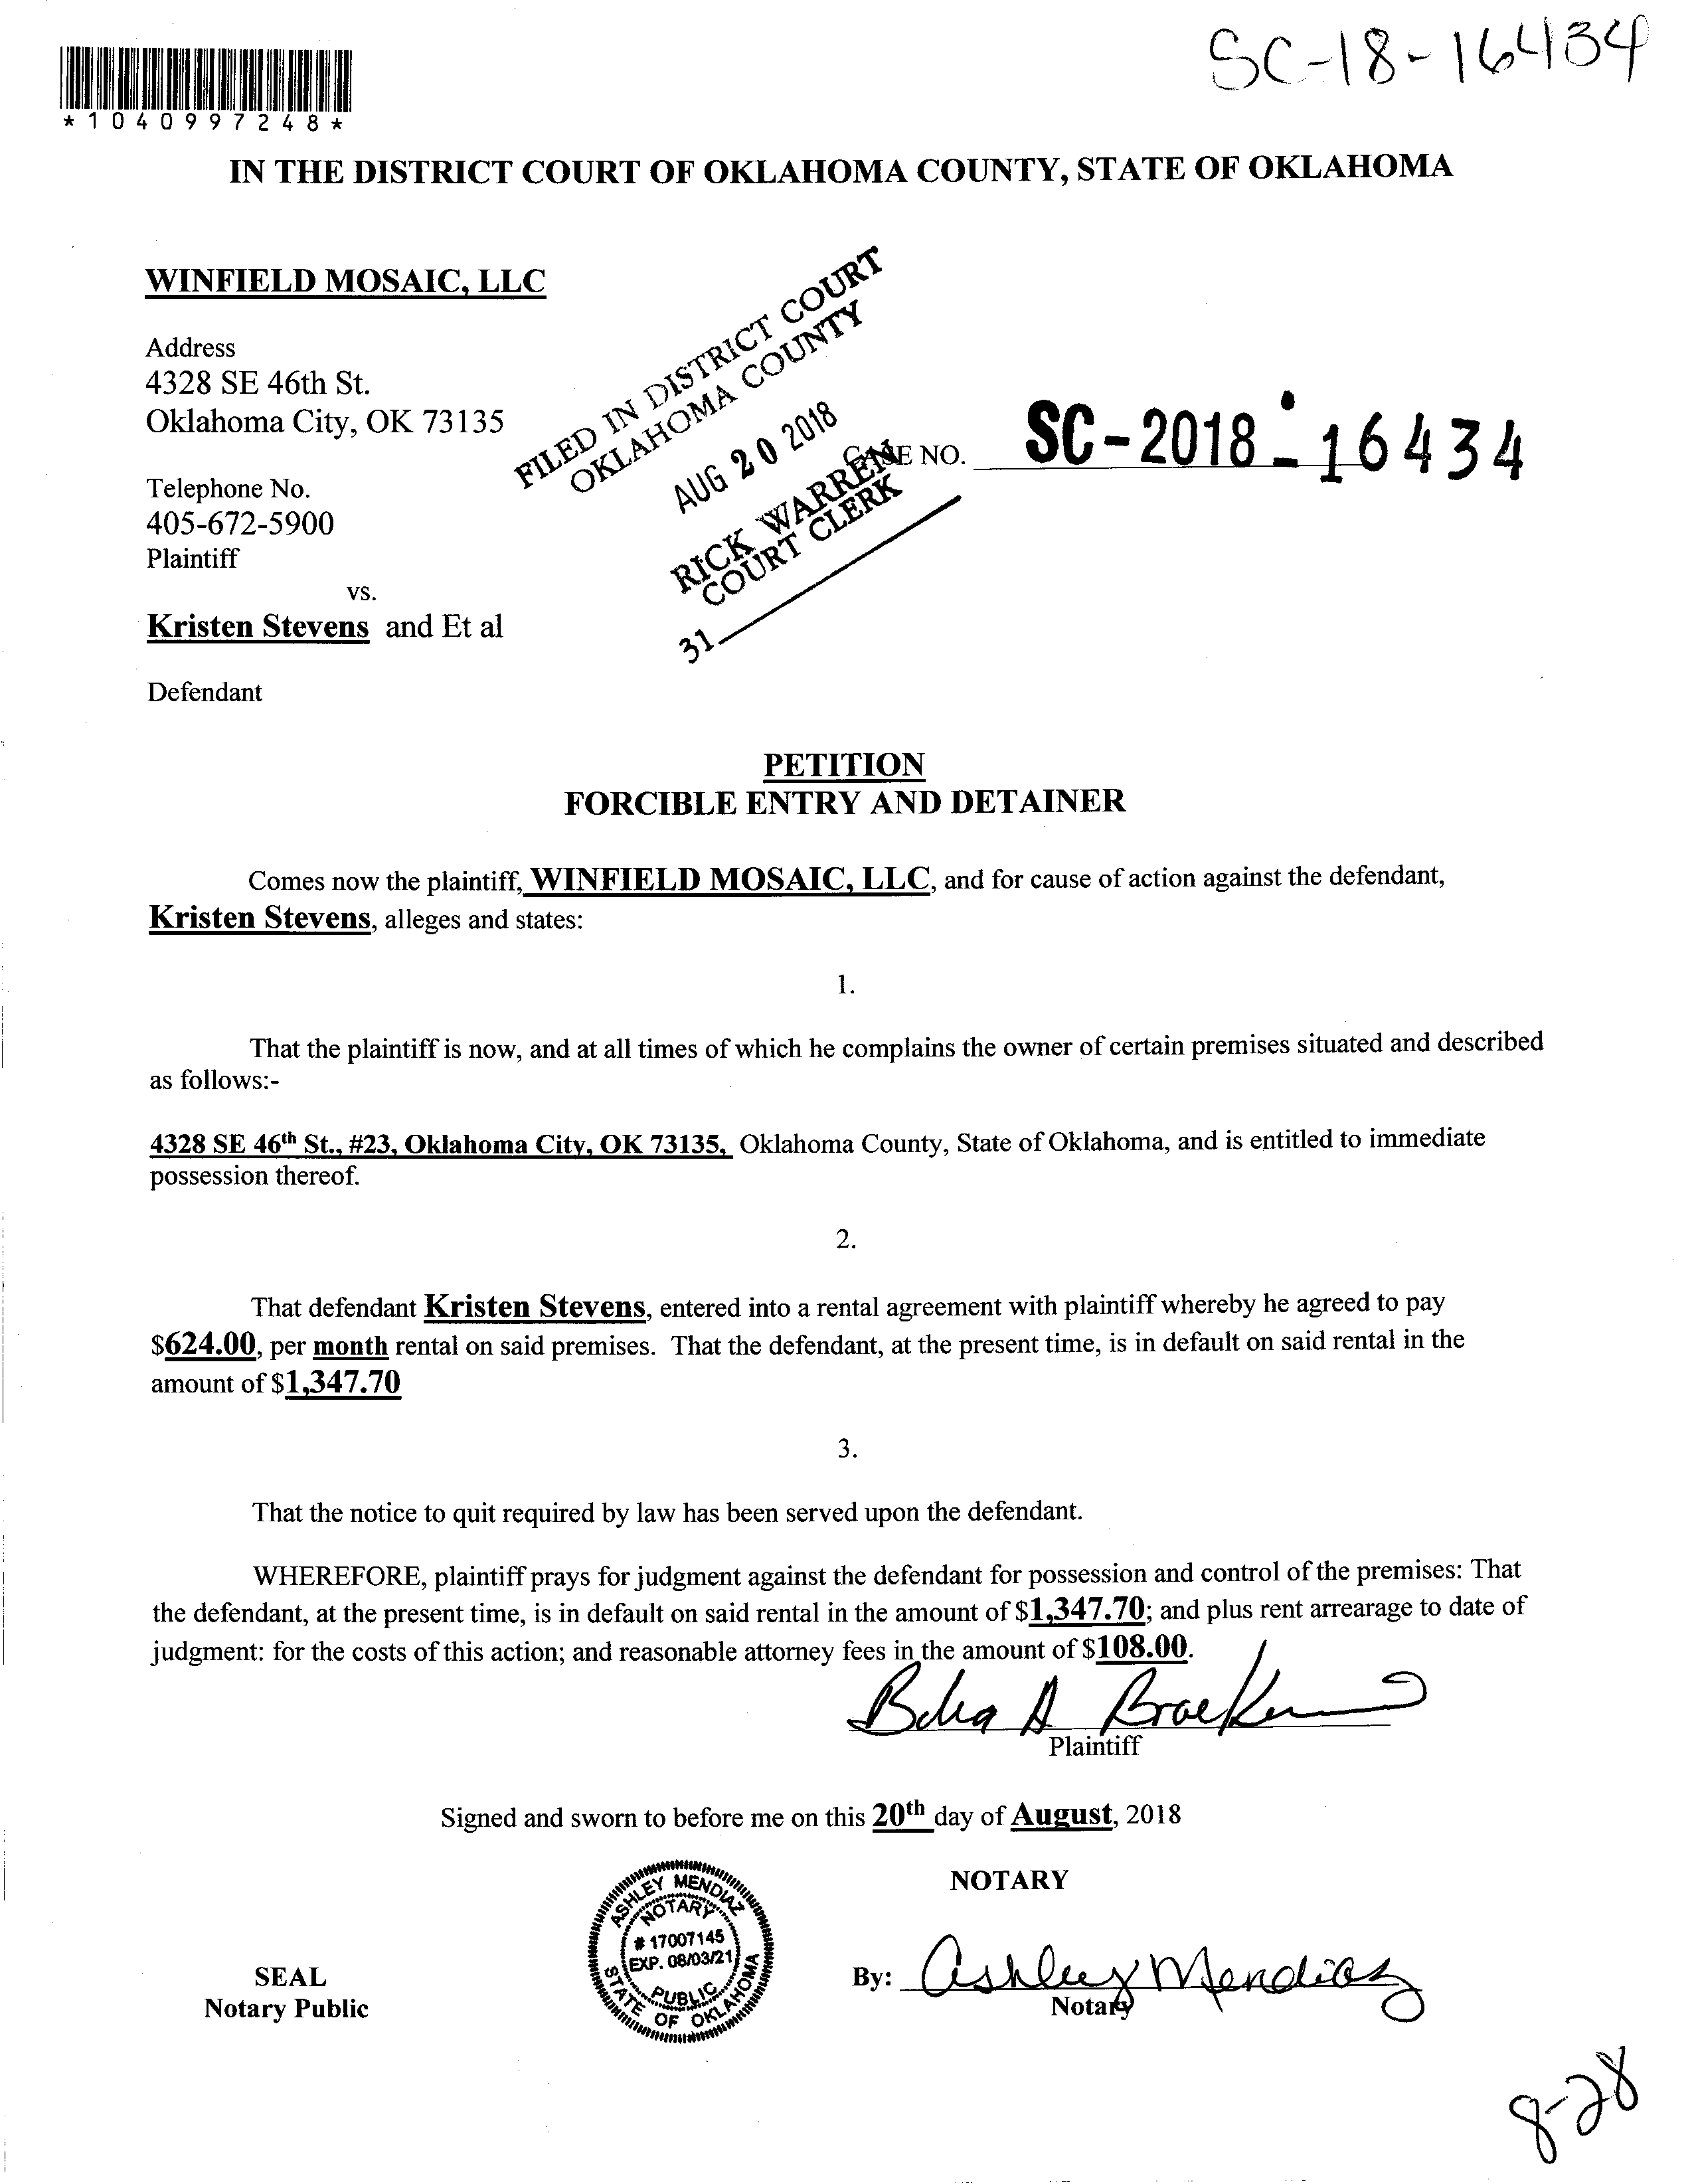 SC-18-16434
*1040997248*
IN THE DISTRICT COURT OF OKLAHOMA COUNTY, STATE OF OKLAHOMA
WINFIELD MOSAIC, LLC
Address
4328 SE 46th St.
Oklahoma City, OK 73135
Telephone No.
405-672-5900
Plaintiff
vs.
Kristen Stevens and Et al
Defendant
FILED IN DISTRICT COURT
OKLAHOMA COUNTY
AUG 20 2018
RICK WARREN
COURT CLERK
31
CASE NO. SC-2018-16434
PETITION
FORCIBLE ENTRY AND DETAINER
Comes now the plaintiff, WINFIELD MOSAIC, LLC, and for cause of action against the defendant,
Kristen Stevens, alleges and states:
1.
That the plaintiff is now, and at all times of which he complains the owner of certain premises situated and described
as follows:-
4328 SE 46th St., #23, Oklahoma City, OK 73135, Oklahoma County, State of Oklahoma, and is entitled to immediate
possession thereof.
2.
That defendant Kristen Stevens, entered into a rental agreement with plaintiff whereby he agreed to pay
$624.00, per month rental on said premises. That the defendant, at the present time, is in default on said rental in the
amount of $1,347.70
3.
That the notice to quit required by law has been served upon the defendant.
WHEREFORE, plaintiff prays for judgment against the defendant for possession and control of the premises: That
the defendant, at the present time, is in default on said rental in the amount of $1,347.70; and plus rent arrearage to date of
judgment: for the costs of this action; and reasonable attorney fees in the amount of $108.00.
Plaintiff
Signed and sworn to before me on this 20th day of August, 2018
NOTARY
ASHLEY MENDIAZ
NOTARY
# 17007145
EXP. 08/03/21
PUBLIC
STATE OF OKLAHOMA
SEAL
Notary Public
By: Ashley Mendiaz
Notary
8-28